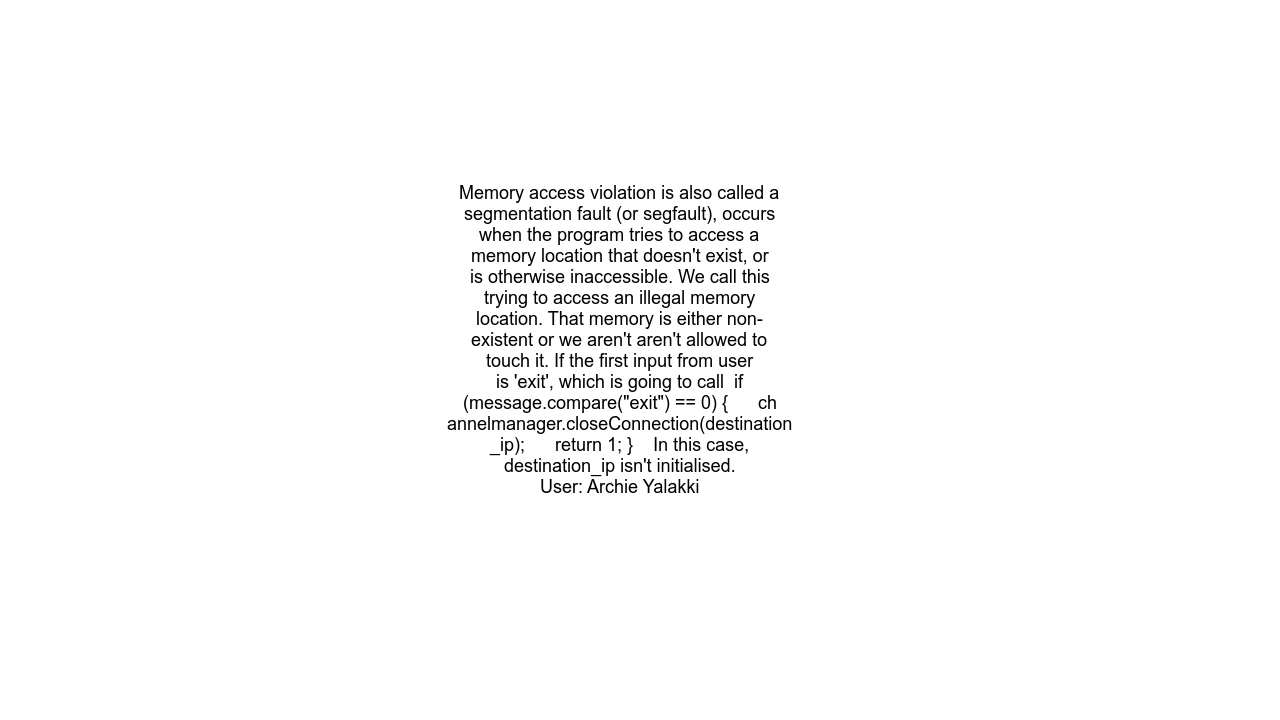 Memory access violation is also called a
segmentation fault (or segfault), occurs
when the program tries to access a
memory location that doesn't exist, or
is otherwise inaccessible. We call this
trying to access an illegal memory
location. That memory is either non-
existent or we aren't aren't allowed to
touch it. If the first input from user
is 'exit', which is going to call  if
(message.compare("exit") == 0) {      ch
annelmanager.closeConnection(destination
_ip);      return 1; }    In this case,
destination_ip isn't initialised.
User: Archie Yalakki